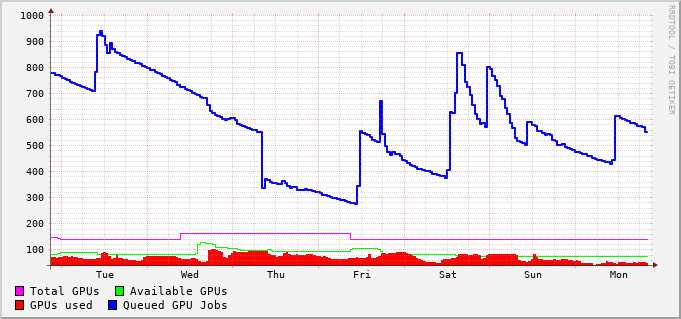 1000
900
800
700
600
500
400
300
200
100
Tue Wed Thu Fri Sat Sun Mon
Total GPUs Available GPUs
GPUs used Queued GPU Jobs
RRDTOOL / TOBI OETIKER